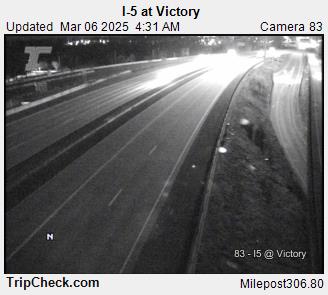 I-5 at Victory
Updated Mar 06 2025 4:31 AM Camera 83
N
83 - I5 @ Victory
TripCheck.com Milepost306.80